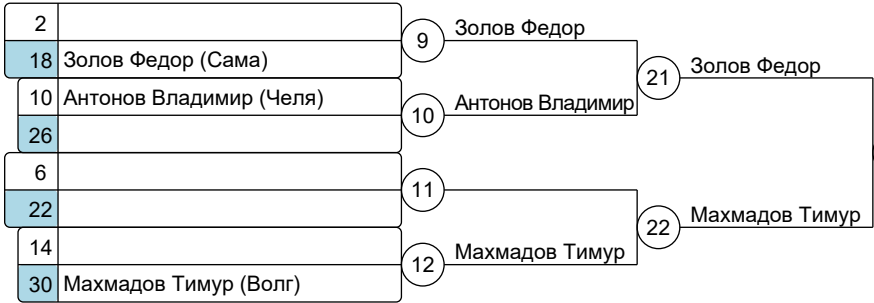 2
18 Золов Федор (Сама)
10 Антонов Владимир (Челя)
26
6
22
14
30 Махмадов Тимур (Волг)
9 Золов Федор
10 Антонов Владимир
11
12 Махмадов Тимур
21 Золов Федор
22 Махмадов Тимур